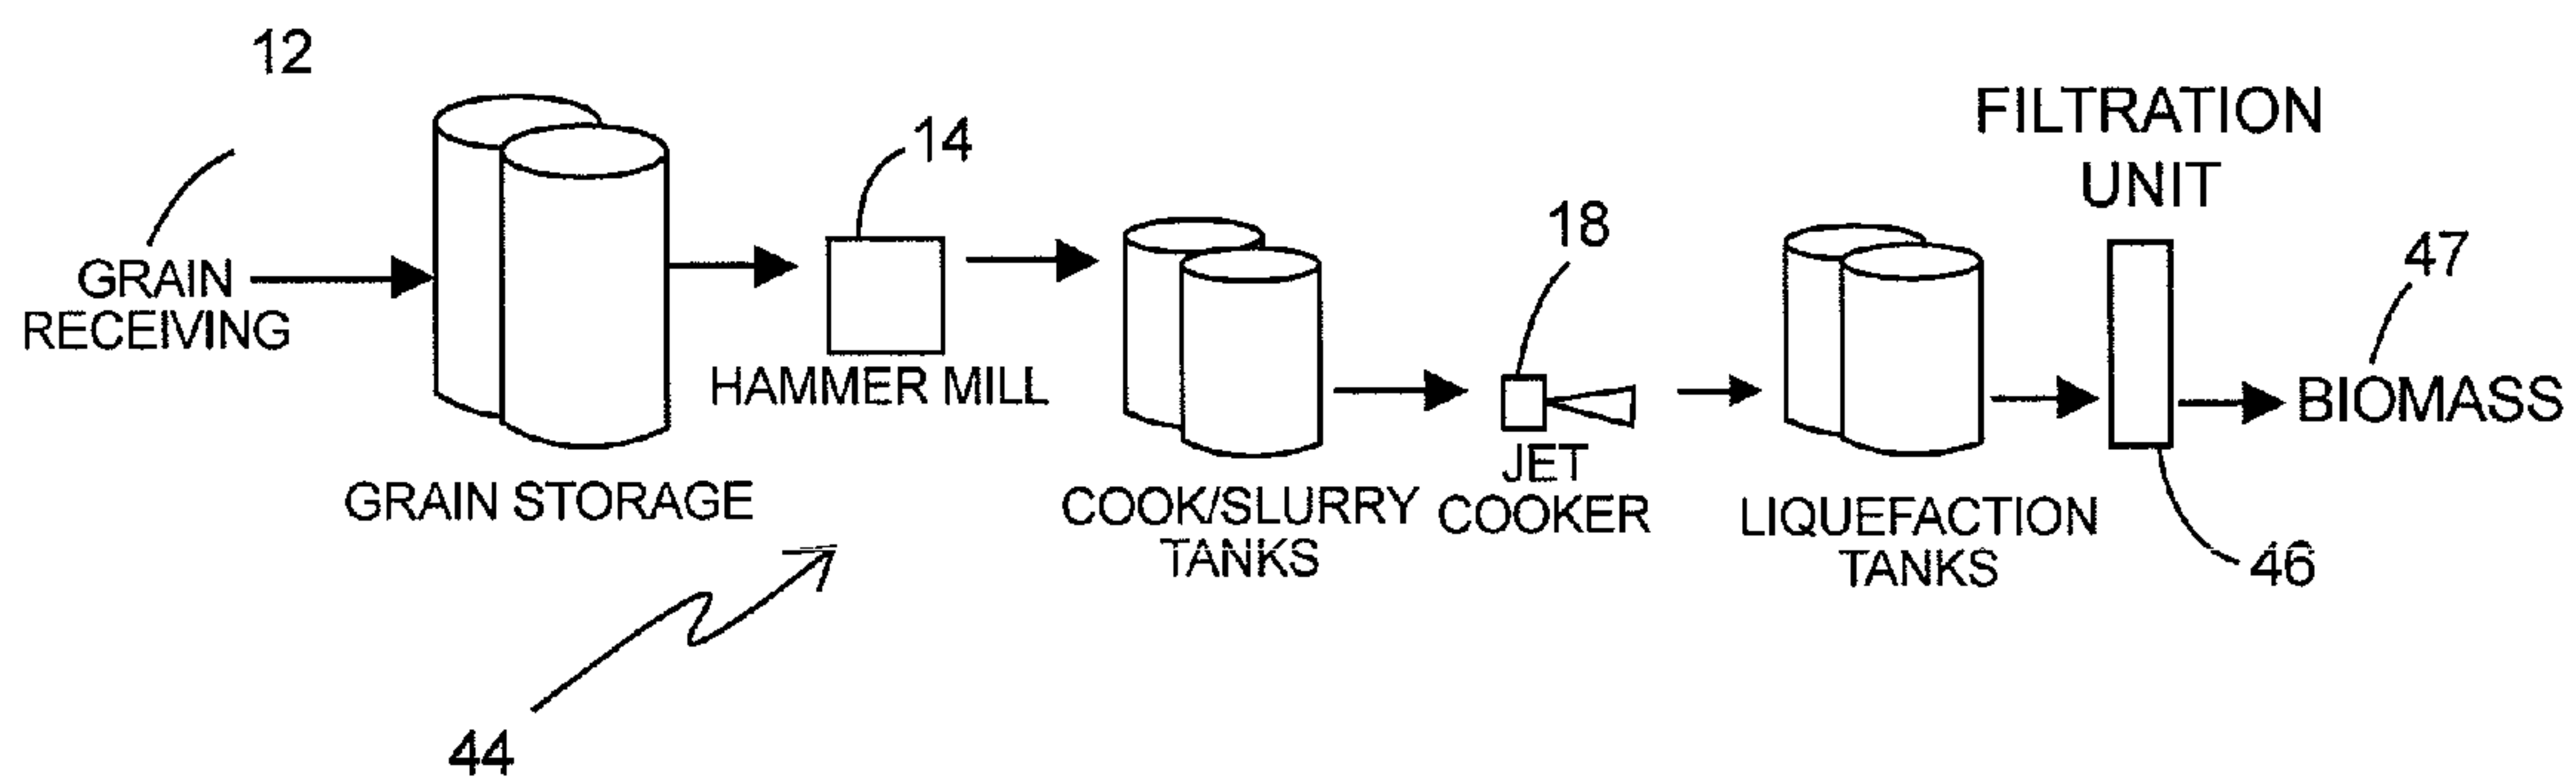 12
14
FILTRATION
UNIT
18
47
GRAIN
RECEIVING
HAMMER MILL
BIOMASS
GRAIN STORAGE
COOK/SLURRY
TANKS
JET
COOKER
LIQUEFACTION
TANKS
46
44